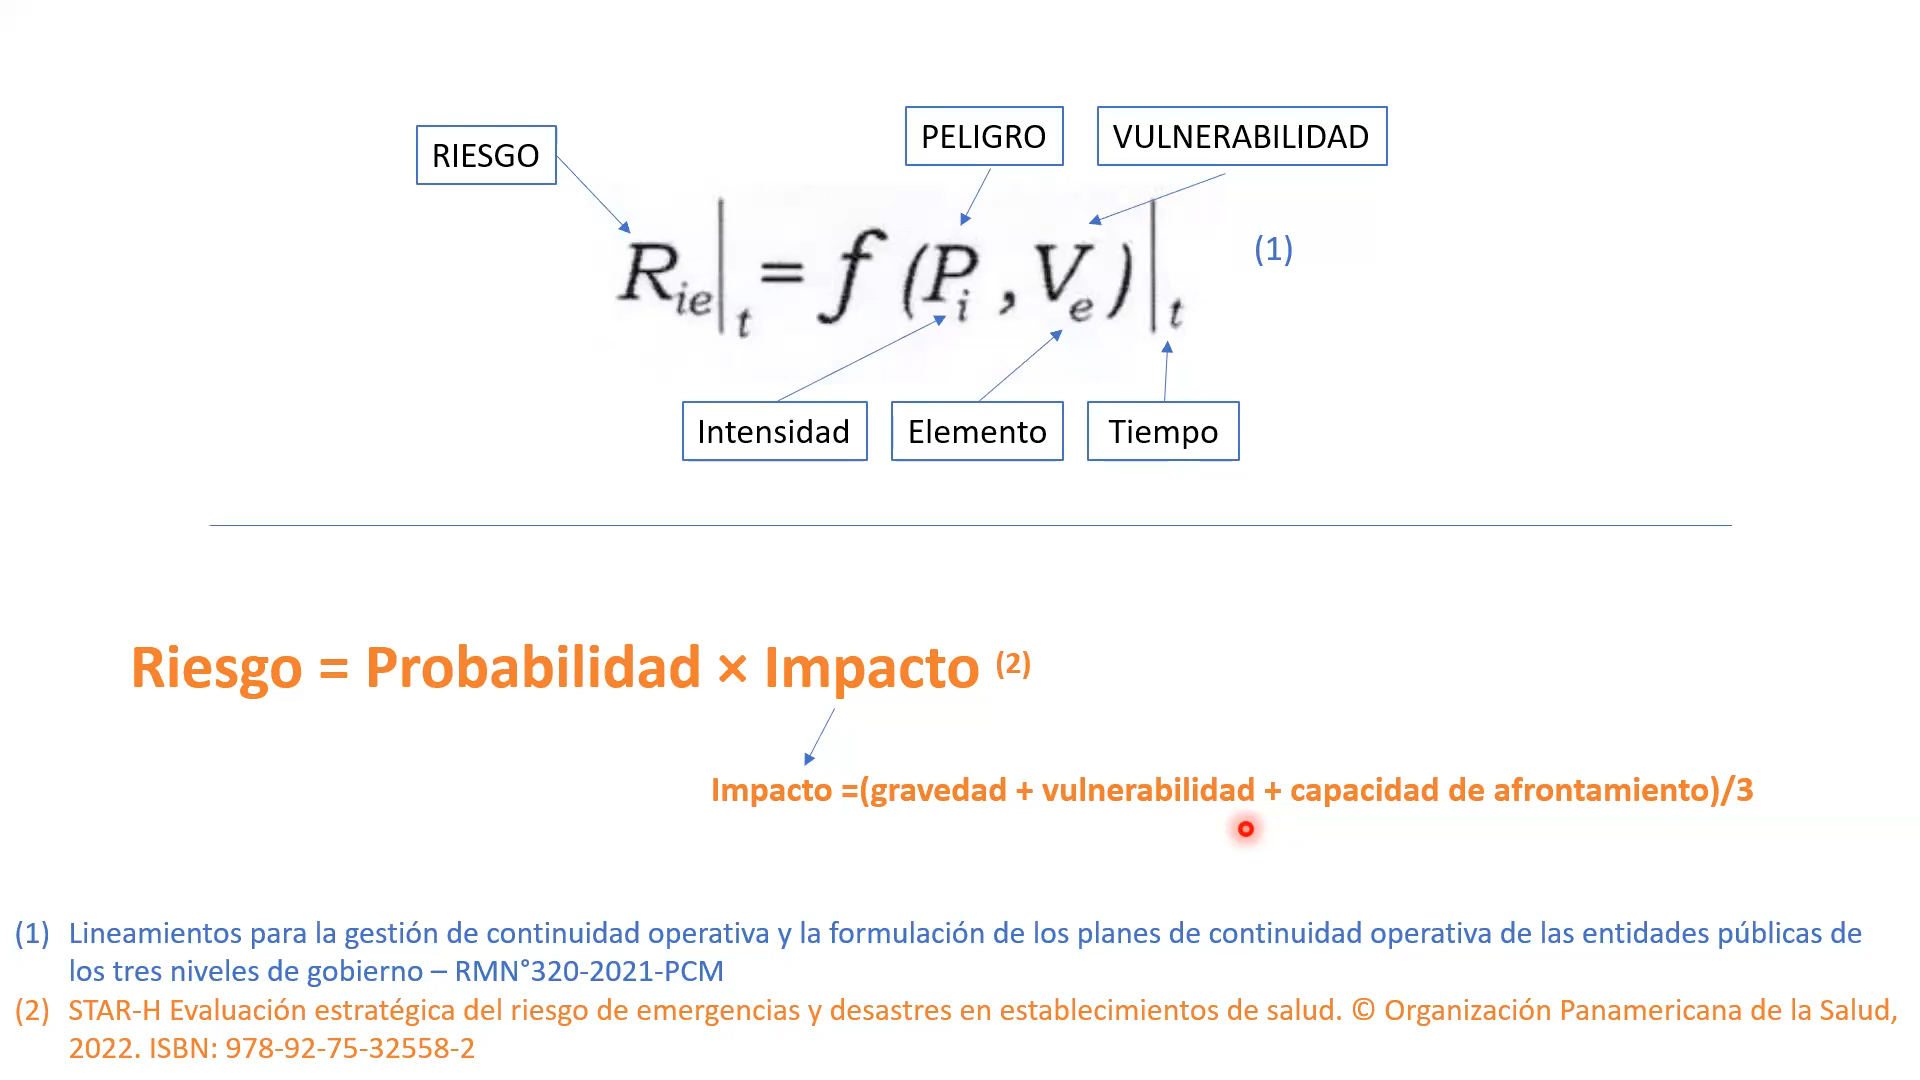 RIESGO
PELIGRO
VULNERABILIDAD
R_ie|_t = f (P_i , V_e)|_t
(1)
Intensidad
Elemento
Tiempo
Riesgo = Probabilidad × Impacto (2)
Impacto =(gravedad + vulnerabilidad + capacidad de afrontamiento)/3
(1) Lineamientos para la gestión de continuidad operativa y la formulación de los planes de continuidad operativa de las entidades públicas de
los tres niveles de gobierno – RMN°320-2021-PCM
(2) STAR-H Evaluación estratégica del riesgo de emergencias y desastres en establecimientos de salud. © Organización Panamericana de la Salud,
2022. ISBN: 978-92-75-32558-2